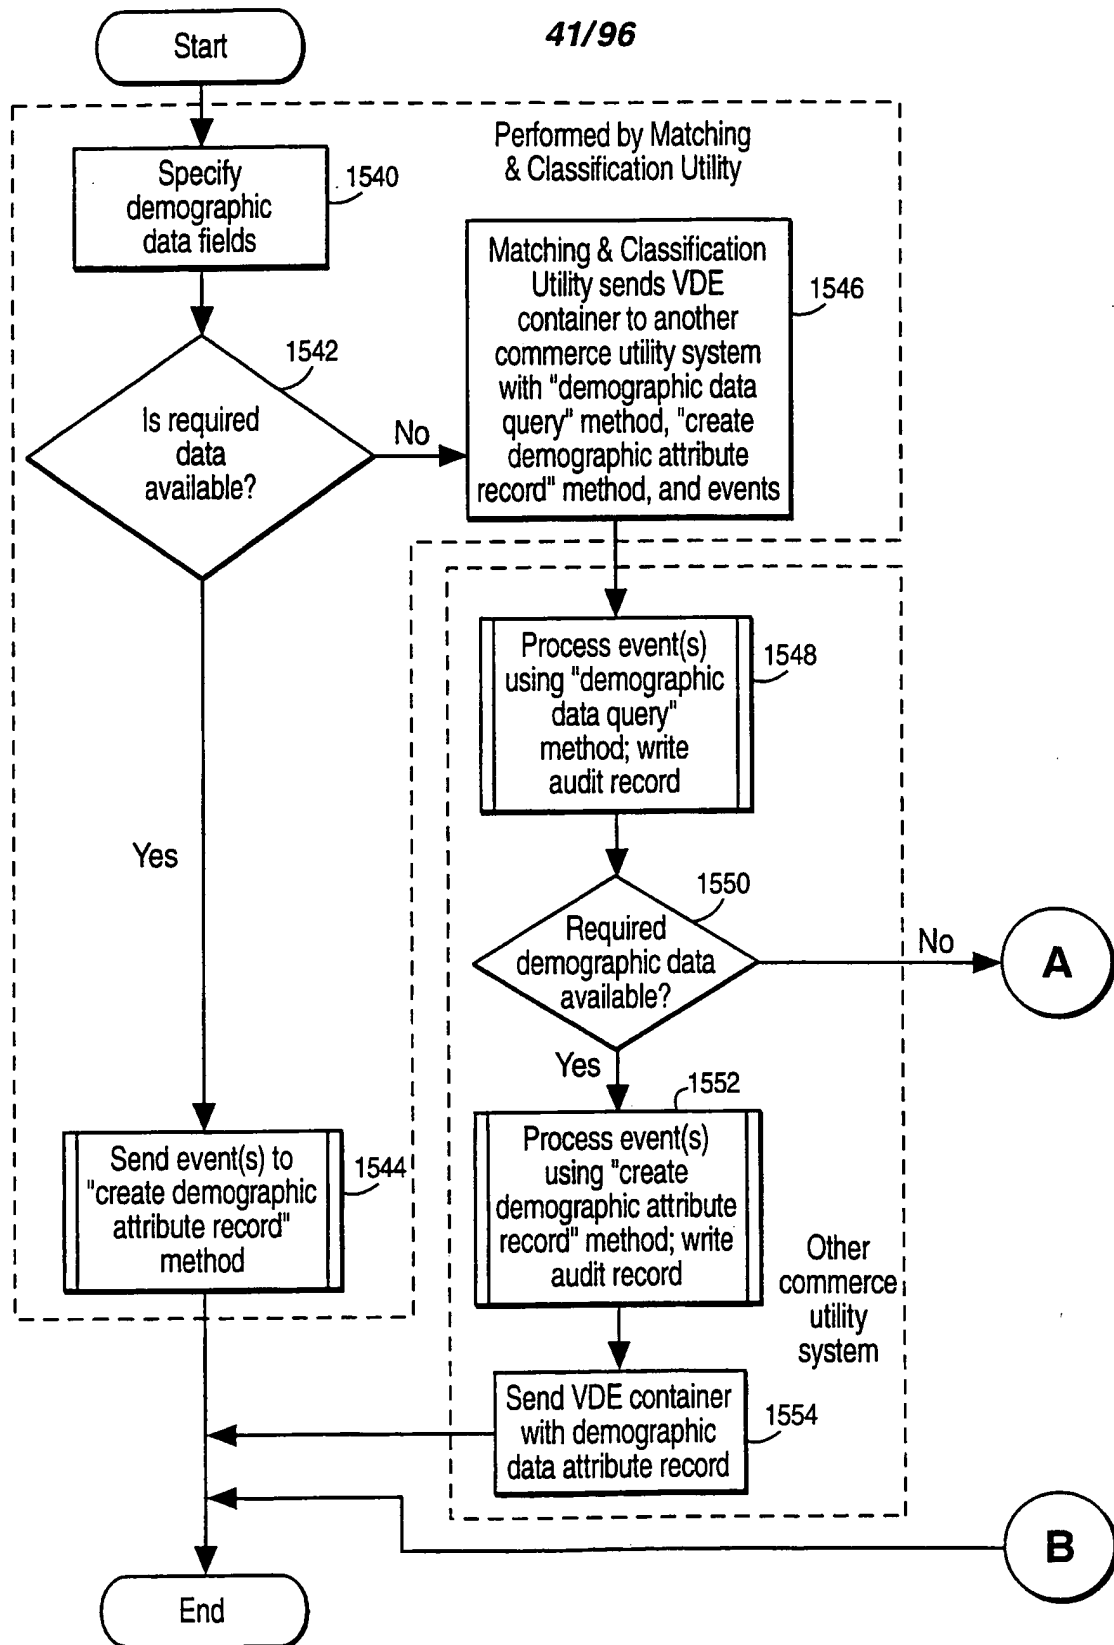 41/96
Start
Performed by Matching
& Classification Utility
Specify
demographic
data fields
1540
Matching & Classification
Utility sends VDE
container to another
commerce utility system
with "demographic data
query" method, "create
demographic attribute
record" method, and events
1546
1542
Is required
data
available?
No
Process event(s)
using "demographic
data query"
method; write
audit record
1548
Yes
1550
Required
demographic data
available?
No
A
Yes
1552
Process event(s)
using "create
demographic attribute
record" method; write
audit record
Send event(s) to
"create demographic
attribute record"
method
1544
Other
commerce
utility
system
Send VDE container
with demographic
data attribute record
1554
B
End